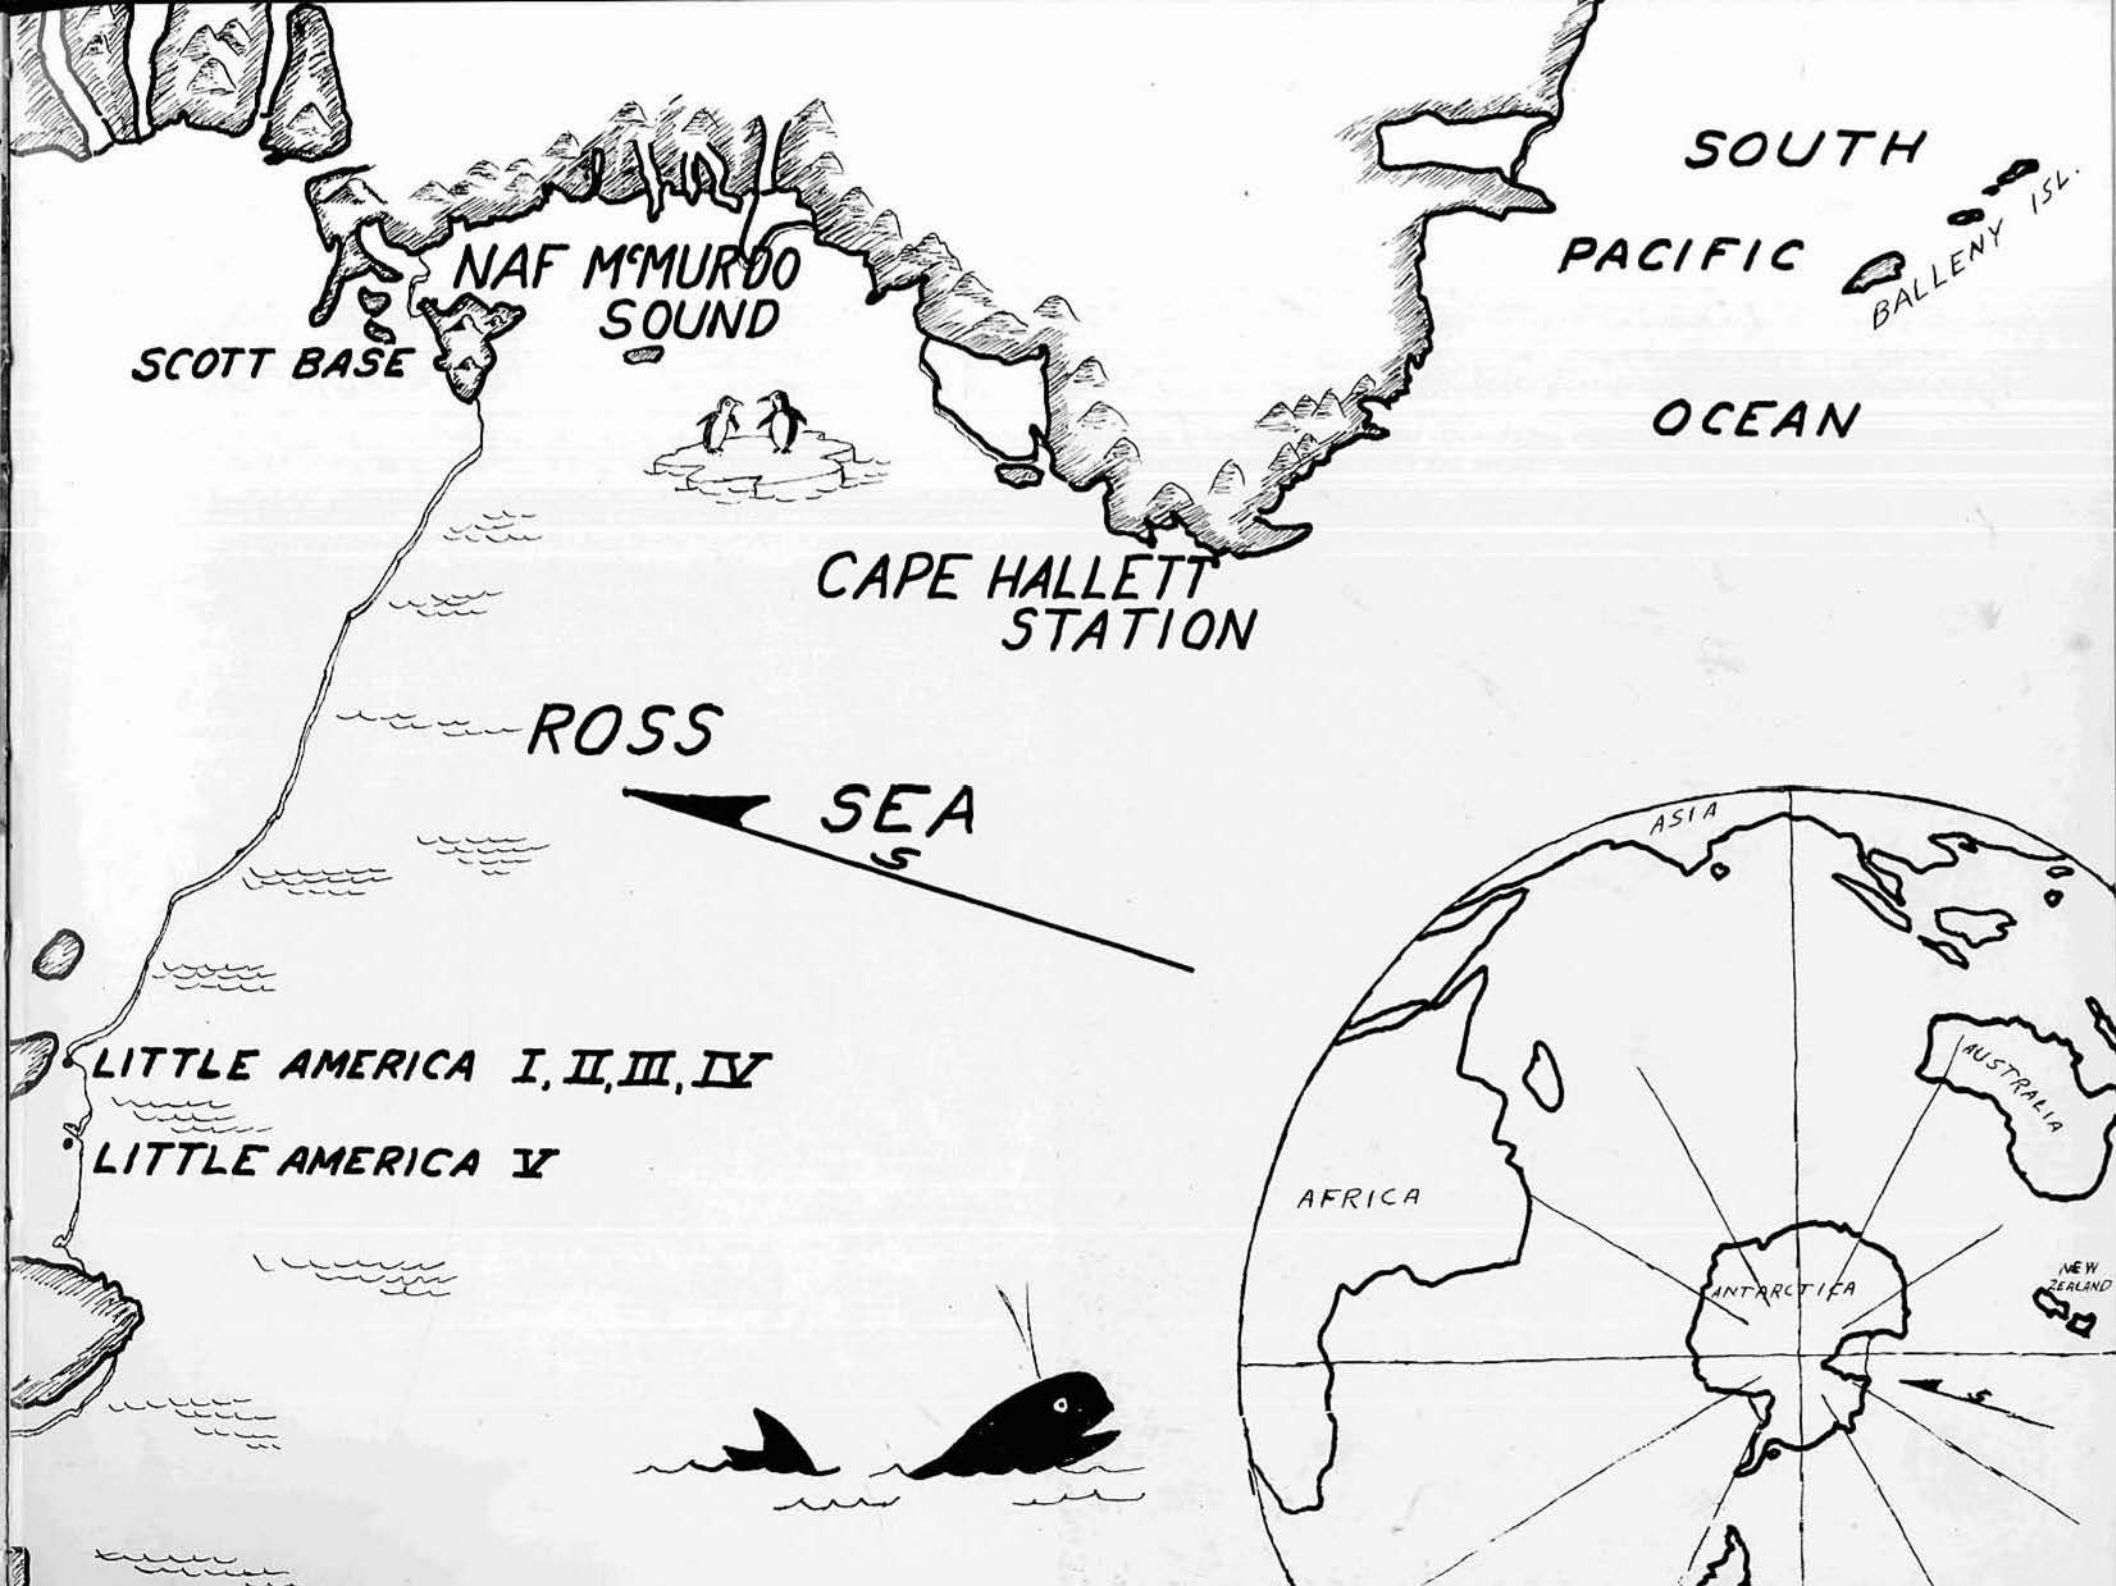 SOUTH
PACIFIC
OCEAN
BALLENY ISL.
NAF McMURDO
SOUND
SCOTT BASE
CAPE HALLETT
STATION
ROSS
SEA
S
LITTLE AMERICA I, II, III, IV
LITTLE AMERICA V
ASIA
AUSTRALIA
AFRICA
ANTARCTICA
NEW
ZEALAND
S